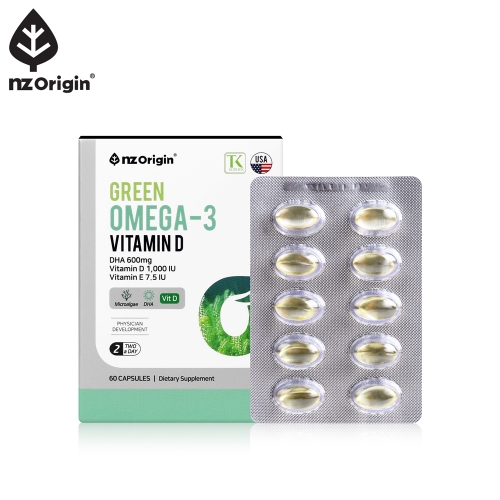 nzOrigin®
nzOrigin®
TK
USA
GREEN
OMEGA-3
VITAMIN D
DHA 600mg
Vitamin D 1,000 IU
Vitamin E 7.5 IU
Microalgae DHA Vit D
PHYSICIAN
DEVELOPMENT
2 TWO a DAY
60 CAPSULES | Dietary Supplement